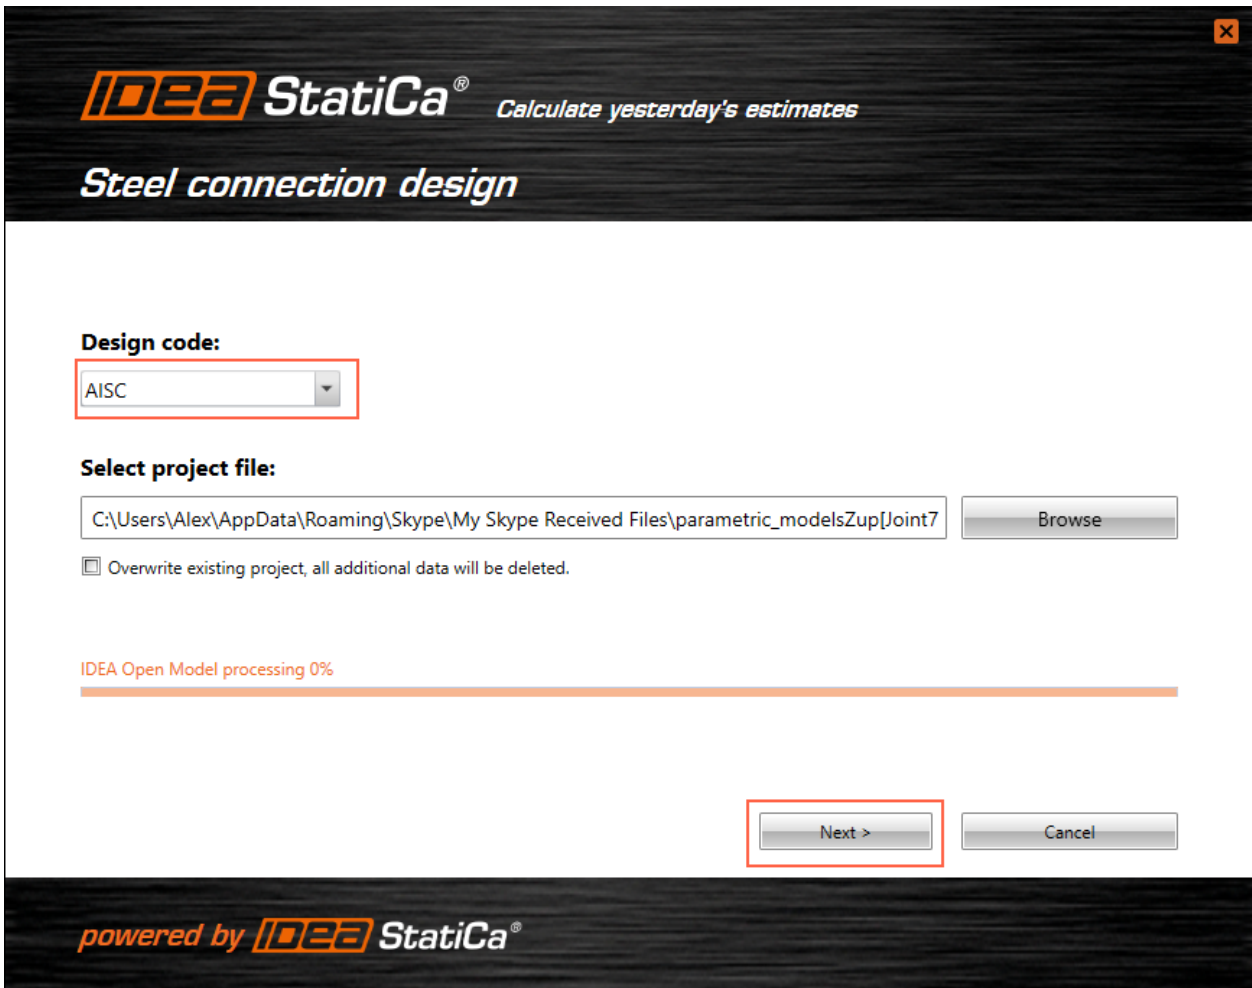 IDEA StatiCa® Calculate yesterday's estimates
Steel connection design
Design code:
AISC
Select project file:
C:\Users\Alex\AppData\Roaming\Skype\My Skype Received Files\parametric_modelsZup[Joint7
Browse
Overwrite existing project, all additional data will be deleted.
IDEA Open Model processing 0%
Next >
Cancel
powered by IDEA StatiCa®